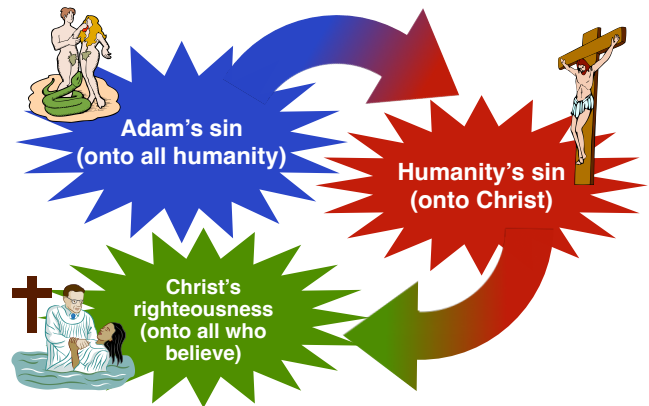 Adam's sin
(onto all humanity)
Humanity's sin
(onto Christ)
Christ's
righteousness
(onto all who
believe)